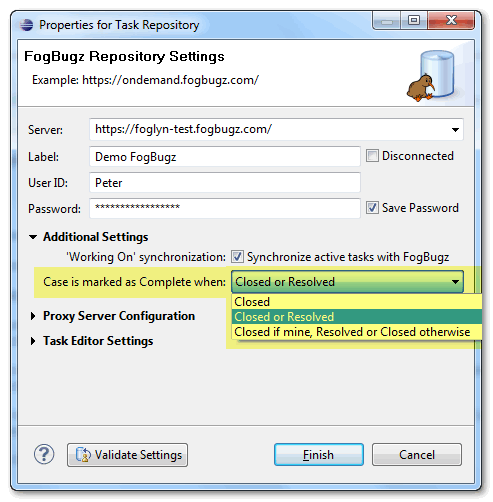 Properties for Task Repository
FogBugz Repository Settings
Example: https://ondemand.fogbugz.com/
Server: https://foglyn-test.fogbugz.com/
Label: Demo FogBugz Disconnected
User ID: Peter
Password: ***************** Save Password
Additional Settings
'Working On' synchronization: Synchronize active tasks with FogBugz
Case is marked as Complete when: Closed or Resolved
Closed
Closed or Resolved
Proxy Server Configuration
Closed if mine, Resolved or Closed otherwise
Task Editor Settings
? Validate Settings Finish Cancel